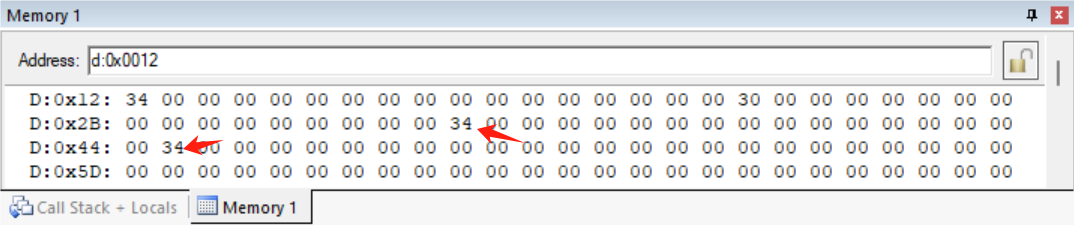 Memory 1
Address: d:0x0012
D:0x12: 34 00 00 00 00 00 00 00 00 00 00 00 00 00 00 00 00 30 00 00 00 00 00 00 00
D:0x2B: 00 00 00 00 00 00 00 00 00 34 00 00 00 00 00 00 00 00 00 00 00 00 00 00 00
D:0x44: 00 34 00 00 00 00 00 00 00 00 00 00 00 00 00 00 00 00 00 00 00 00 00 00 00
D:0x5D: 00 00 00 00 00 00 00 00 00 00 00 00 00 00 00 00 00 00 00 00 00 00 00 00 00
Call Stack + Locals Memory 1